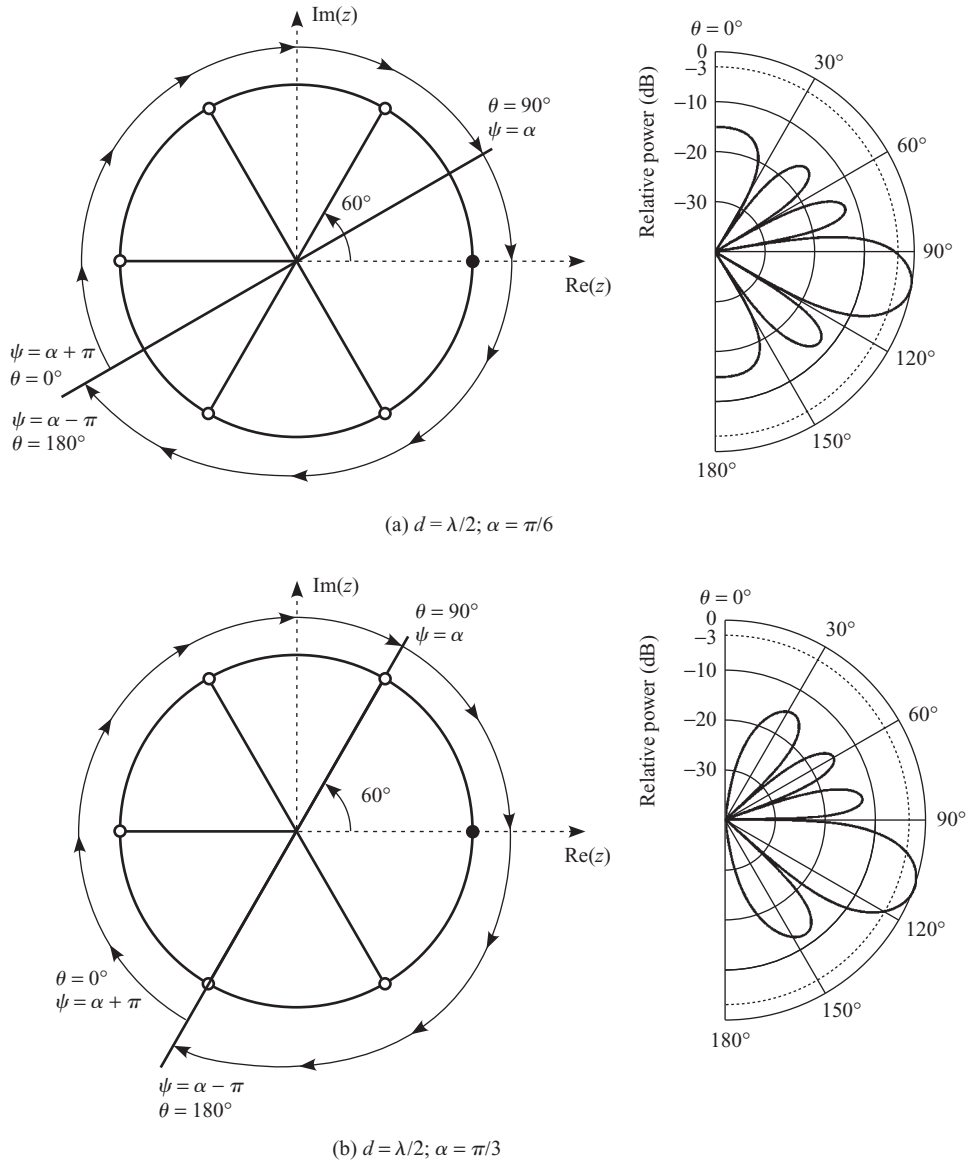 Im(z)
θ = 90°
ψ = α
60°
Re(z)
ψ = α + π
θ = 0°
ψ = α − π
θ = 180°
θ = 0°
Relative power (dB)
0
−3
−10
−20
−30
30°
60°
90°
120°
150°
180°
(a) d = λ/2; α = π/6
Im(z)
θ = 90°
ψ = α
60°
Re(z)
θ = 0°
ψ = α + π
ψ = α − π
θ = 180°
θ = 0°
Relative power (dB)
0
−3
−10
−20
−30
30°
60°
90°
120°
150°
180°
(b) d = λ/2; α = π/3